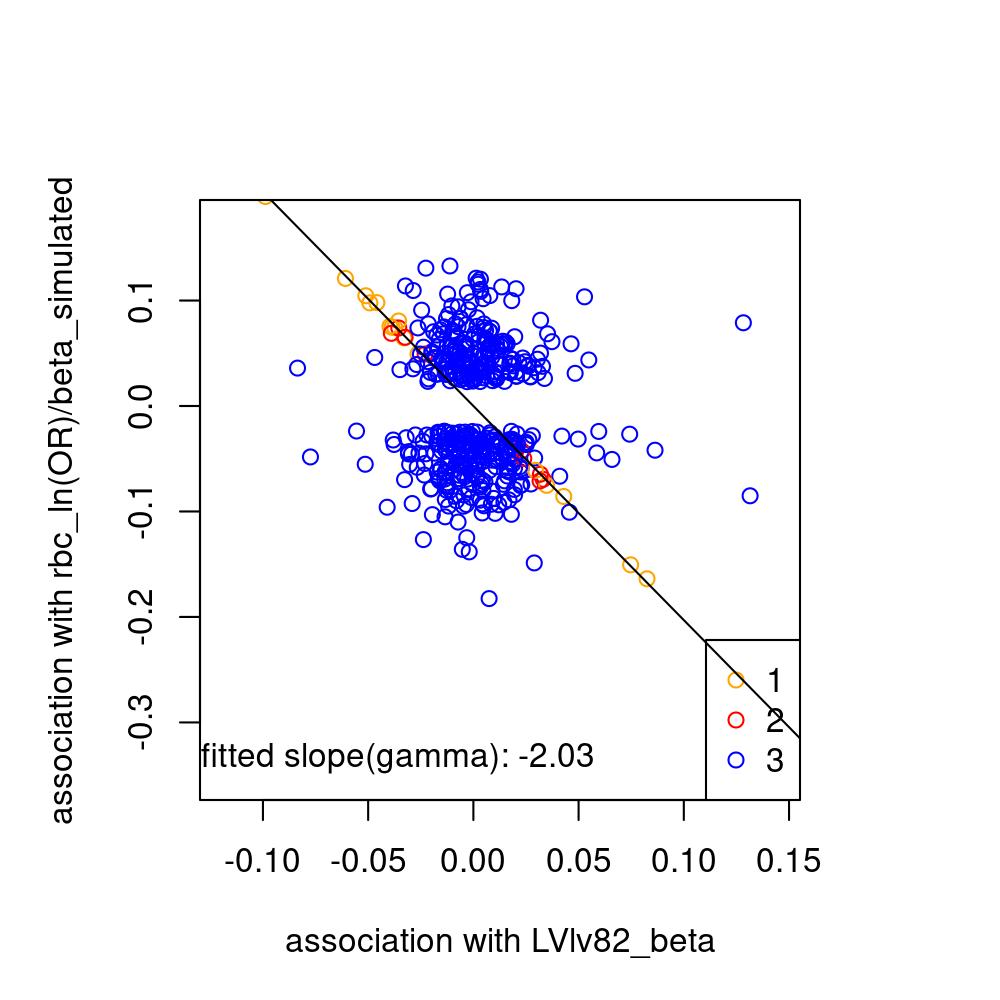 association with rbc_ln(OR)/beta_simulated
0.1
0.0
-0.1
-0.2
-0.3
1
2
3
fitted slope(gamma): -2.03
-0.10 -0.05 0.00 0.05 0.10 0.15
association with LVlv82_beta